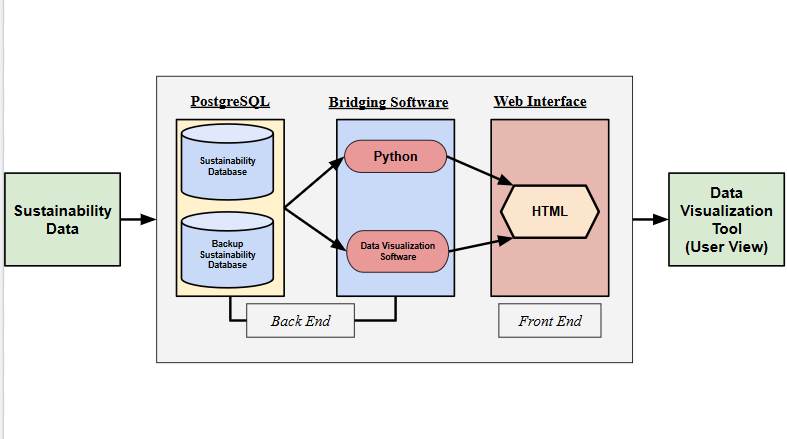 PostgreSQL
Bridging Software
Web Interface
Sustainability
Data
Sustainability
Database
Backup
Sustainability
Database
Python
Data Visualization
Software
HTML
Data
Visualization
Tool
(User View)
Back End
Front End